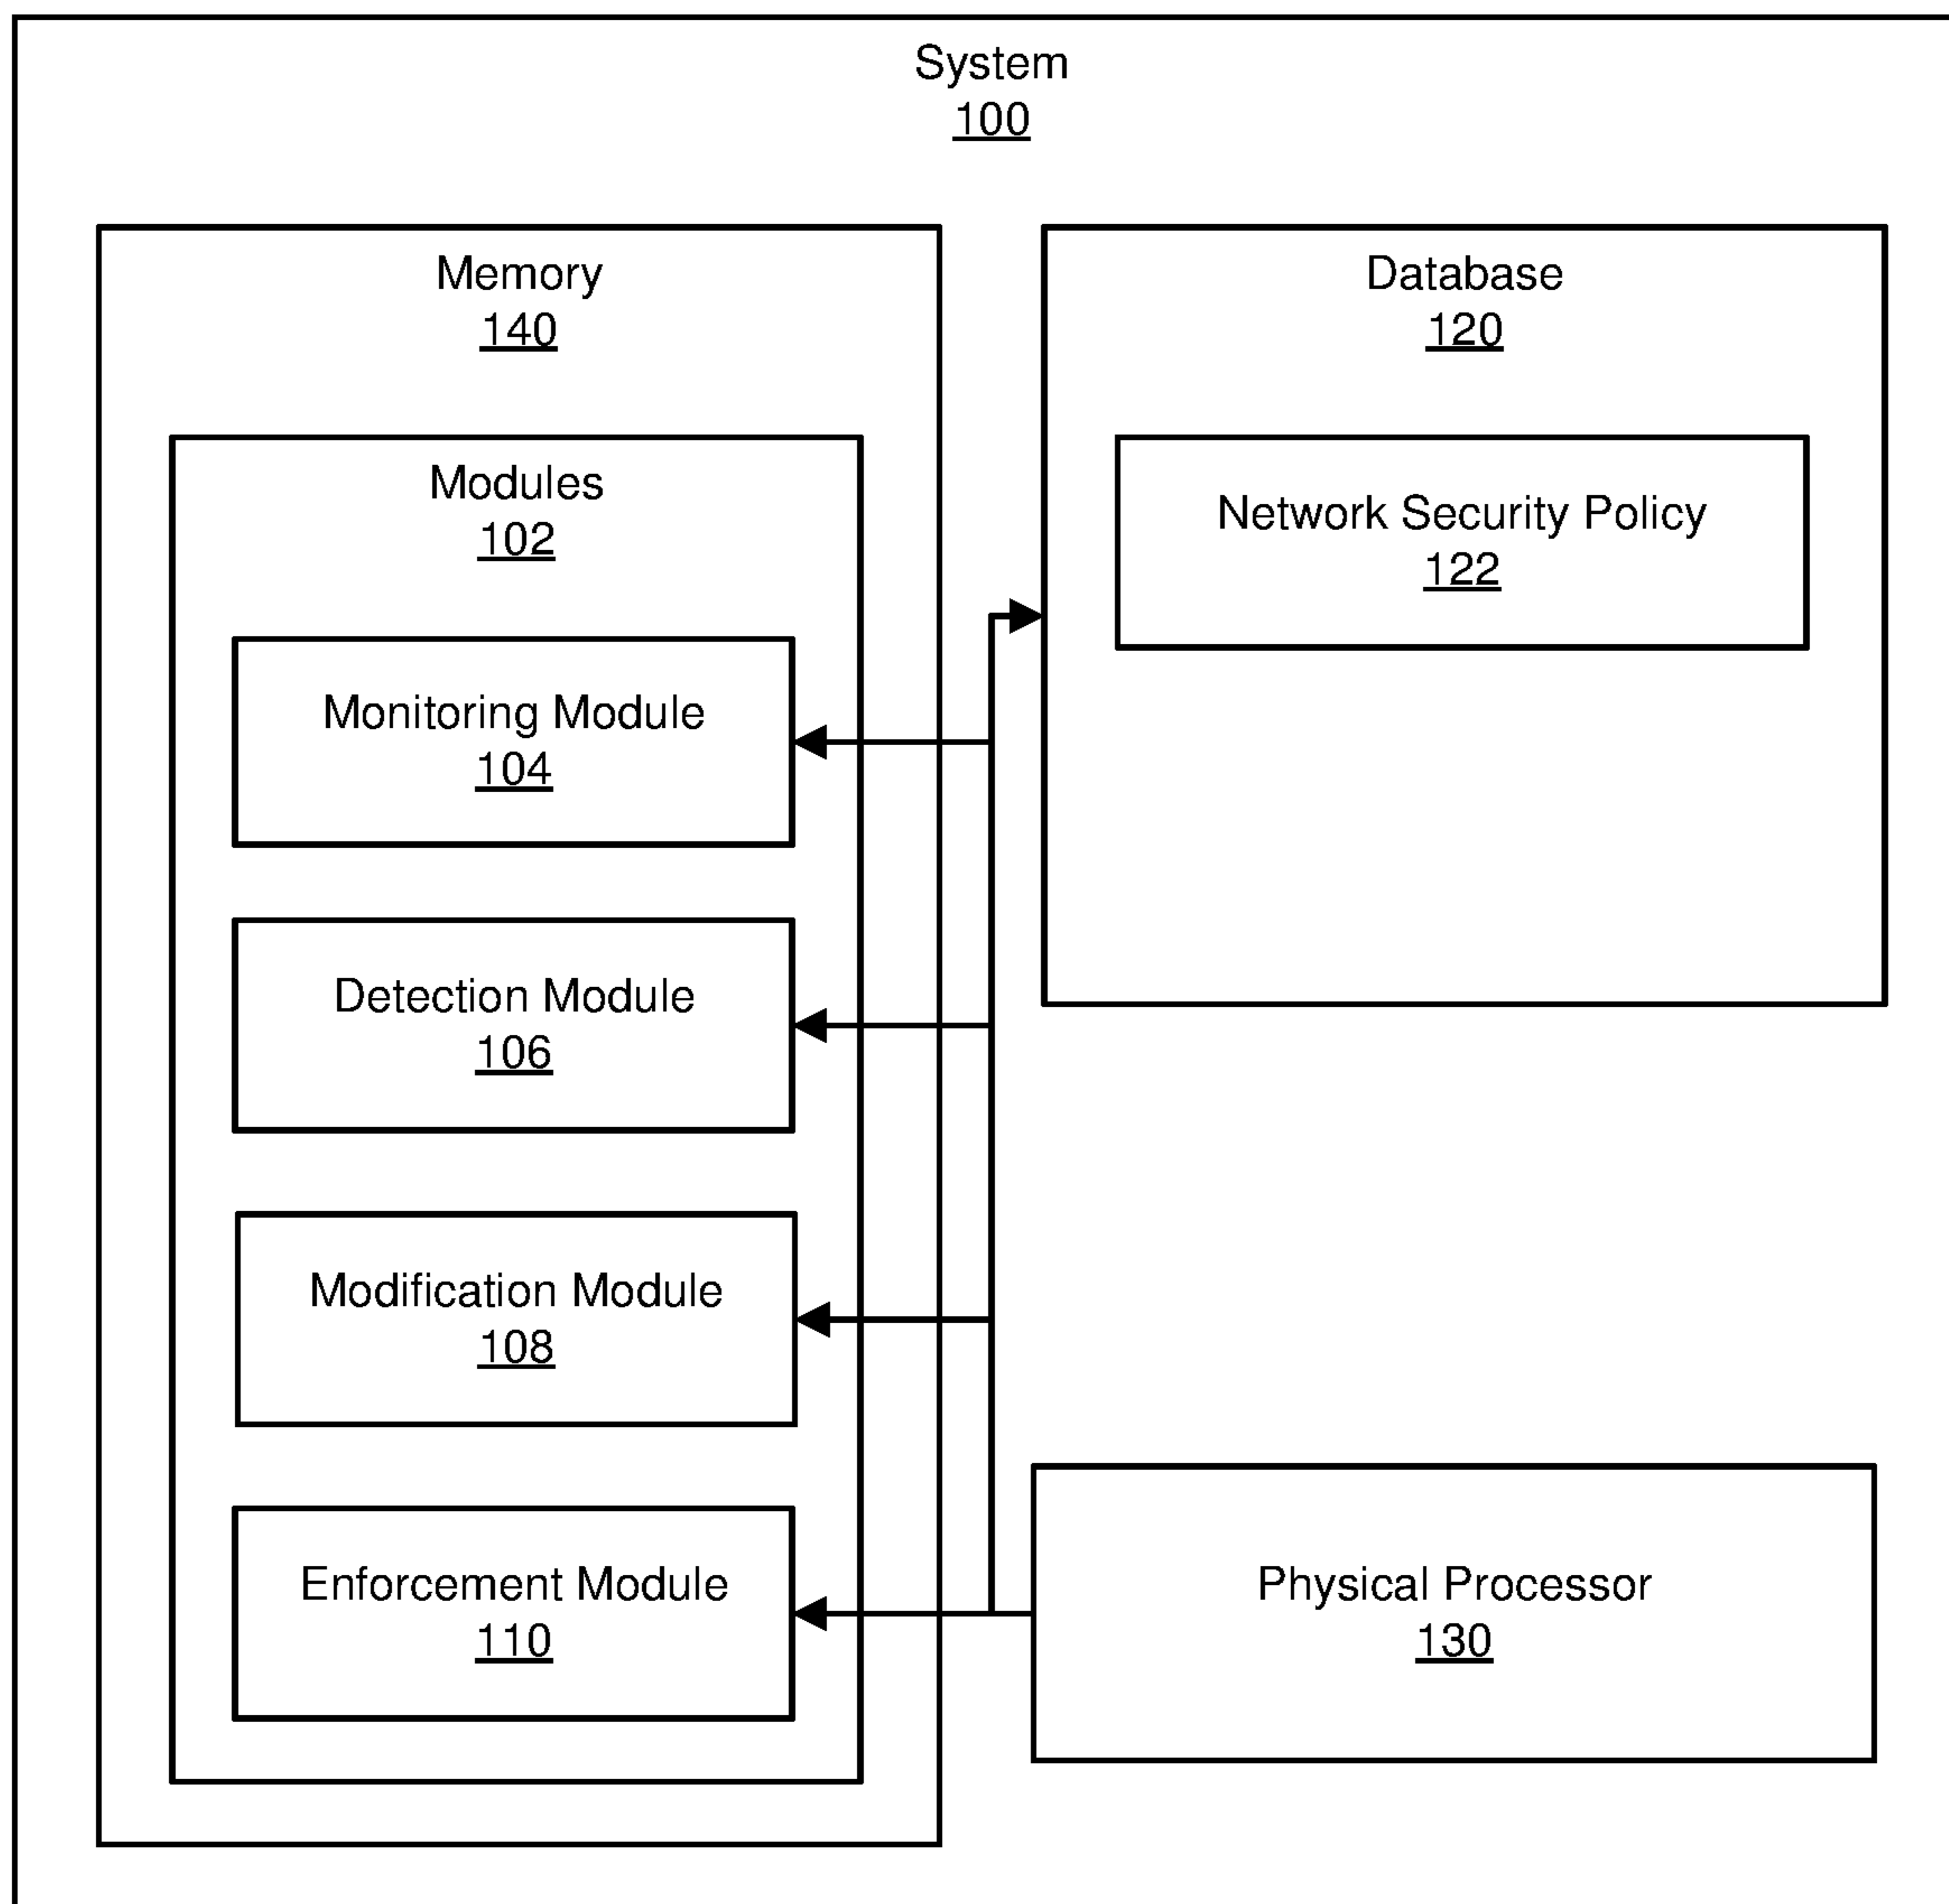 System
100
Memory
140
Modules
102
Monitoring Module
104
Detection Module
106
Modification Module
108
Enforcement Module
110
Database
120
Network Security Policy
122
Physical Processor
130